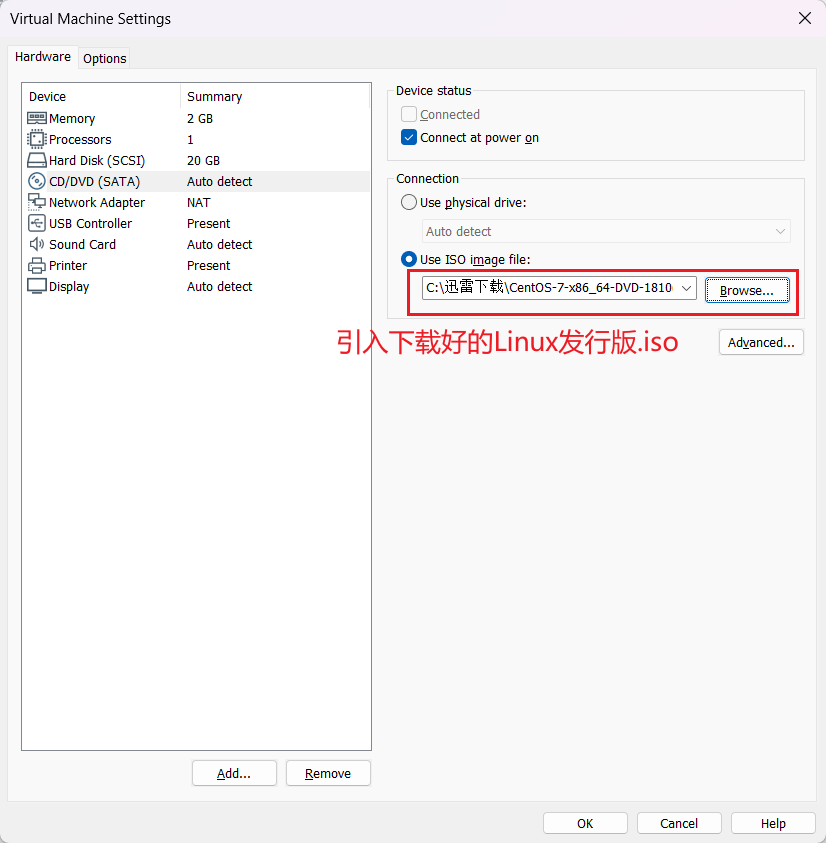 Virtual Machine Settings
Hardware Options
Device Summary
Memory 2 GB
Processors 1
Hard Disk (SCSI) 20 GB
CD/DVD (SATA) Auto detect
Network Adapter NAT
USB Controller Present
Sound Card Auto detect
Printer Present
Display Auto detect
Add... Remove
Device status
Connected
Connect at power on
Connection
Use physical drive:
Auto detect
Use ISO image file:
C:\迅雷下载\CentOS-7-x86_64-DVD-1810 Browse...
引入下载好的Linux发行版.iso
Advanced...
OK Cancel Help